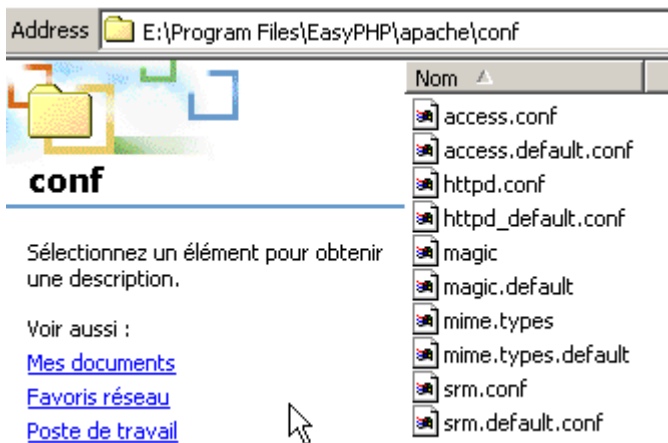 Address E:\Program Files\EasyPHP\apache\conf
conf
Sélectionnez un élément pour obtenir
une description.
Voir aussi :
Mes documents
Favoris réseau
Poste de travail
Nom
access.conf
access.default.conf
httpd.conf
httpd_default.conf
magic
magic.default
mime.types
mime.types.default
srm.conf
srm.default.conf